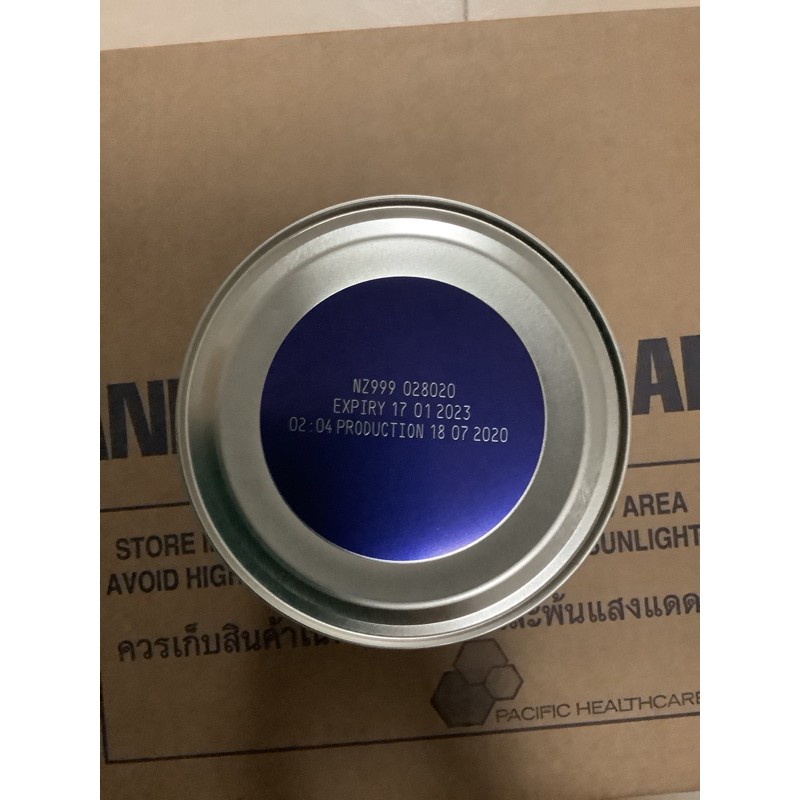 NZ999 028020
EXPIRY 17 01 2023
02:04 PRODUCTION 18 07 2020
AREA
STORE
SUNLIGHT
AVOID HIGH
ควรเก็บสินค้า
และพ้นแสงแดด
PACIFIC HEALTHCARE